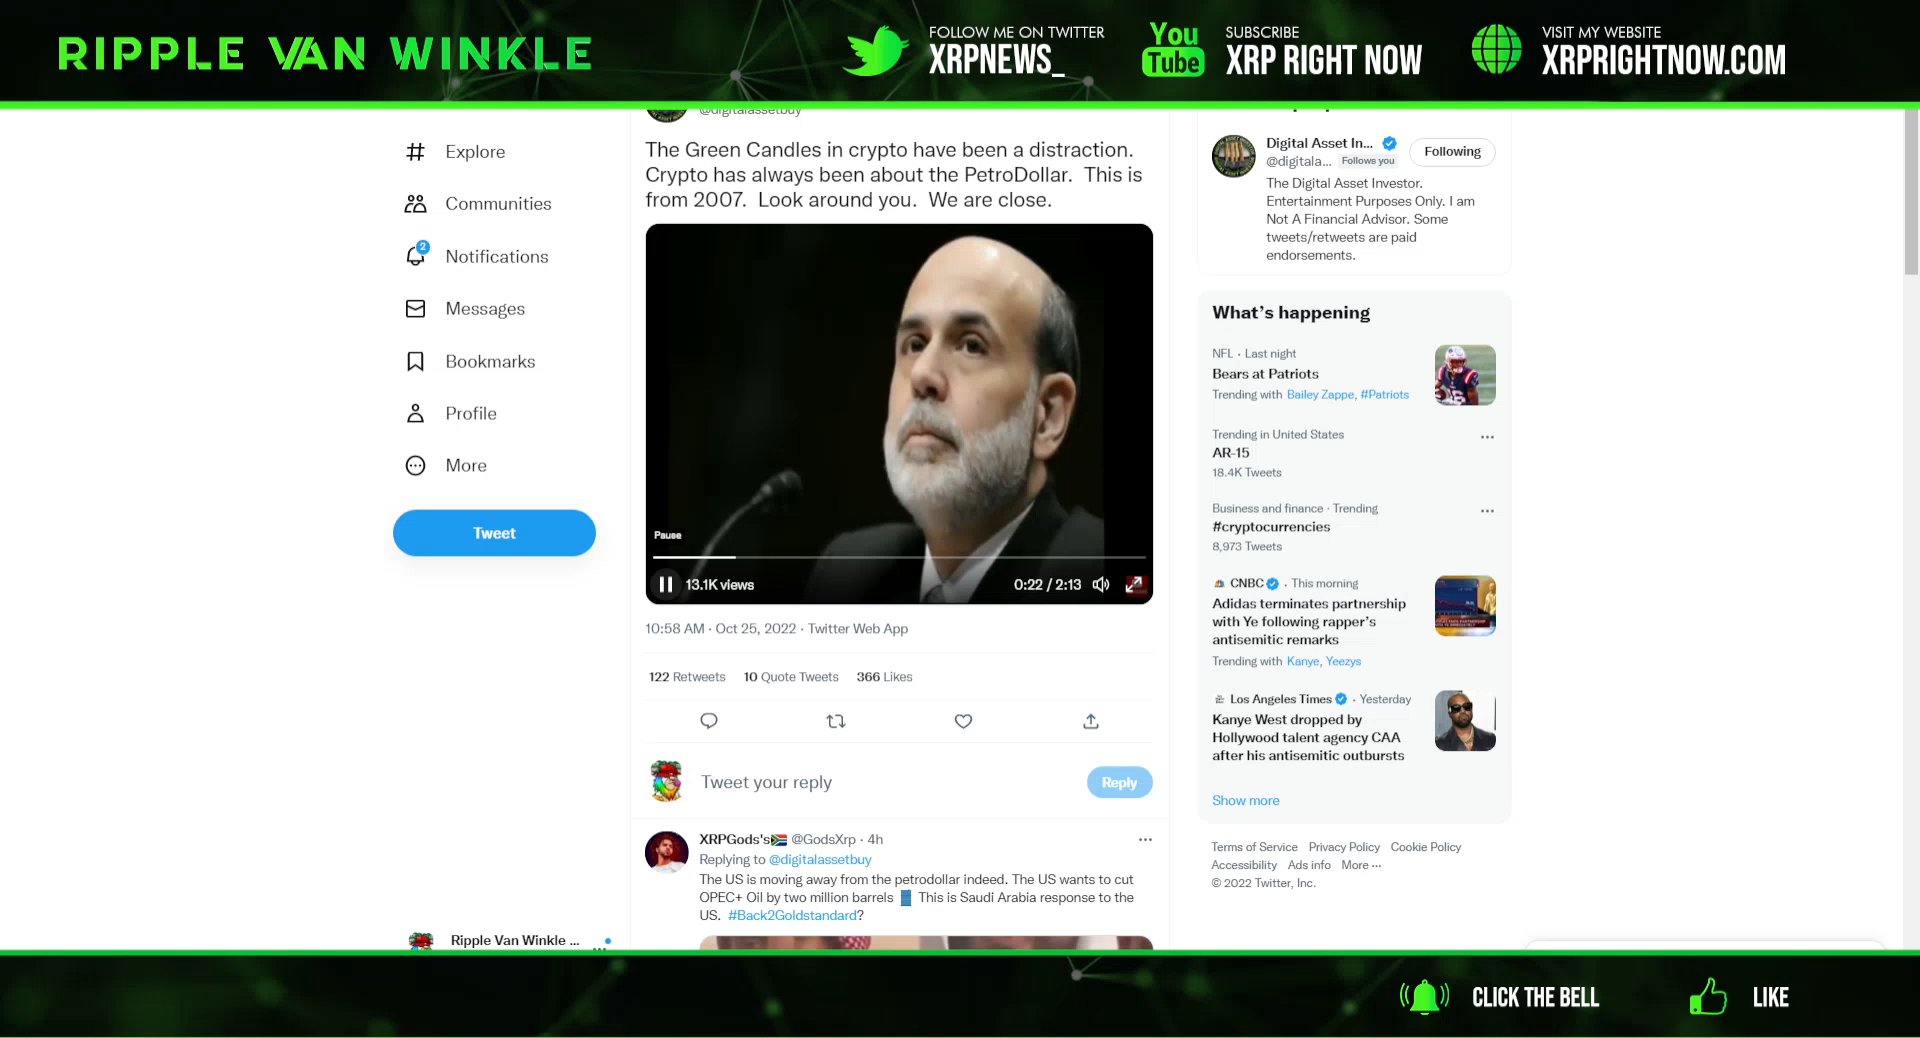 RIPPLE VAN WINKLE
FOLLOW ME ON TWITTER
XRPNEWS_
You
Tube
SUBSCRIBE
XRP RIGHT NOW
VISIT MY WEBSITE
XRPRIGHTNOW.COM
Explore
Communities
2
Notifications
Messages
Bookmarks
Profile
More
Tweet
Ripple Van Winkle ...
@digitalassetbuy
The Green Candles in crypto have been a distraction.
Crypto has always been about the PetroDollar. This is
from 2007. Look around you. We are close.
Pause
13.1K views
0:22 / 2:13
10:58 AM · Oct 25, 2022 · Twitter Web App
122 Retweets 10 Quote Tweets 366 Likes
Tweet your reply
Reply
XRPGods's @GodsXrp · 4h
Replying to @digitalassetbuy
The US is moving away from the petrodollar indeed. The US wants to cut
OPEC+ Oil by two million barrels This is Saudi Arabia response to the
US. #Back2Goldstandard?
Digital Asset In...
@digitala... Follows you
Following
The Digital Asset Investor.
Entertainment Purposes Only. I am
Not A Financial Advisor. Some
tweets/retweets are paid
endorsements.
What's happening
NFL · Last night
Bears at Patriots
Trending with Bailey Zappe, #Patriots
Trending in United States
AR-15
18.4K Tweets
Business and finance · Trending
#cryptocurrencies
8,973 Tweets
CNBC · This morning
Adidas terminates partnership
with Ye following rapper's
antisemitic remarks
Trending with Kanye, Yeezys
Los Angeles Times · Yesterday
Kanye West dropped by
Hollywood talent agency CAA
after his antisemitic outbursts
Show more
Terms of Service Privacy Policy Cookie Policy
Accessibility Ads info More ···
© 2022 Twitter, Inc.
CLICK THE BELL
LIKE